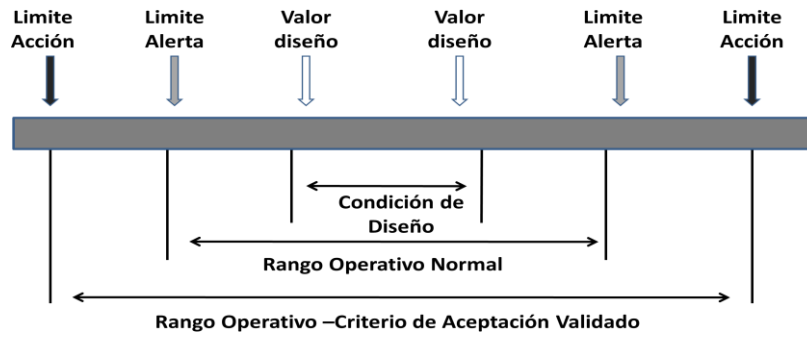 Limite
Acción
Limite
Alerta
Valor
diseño
Valor
diseño
Limite
Alerta
Limite
Acción
Condición de
Diseño
Rango Operativo Normal
Rango Operativo –Criterio de Aceptación Validado